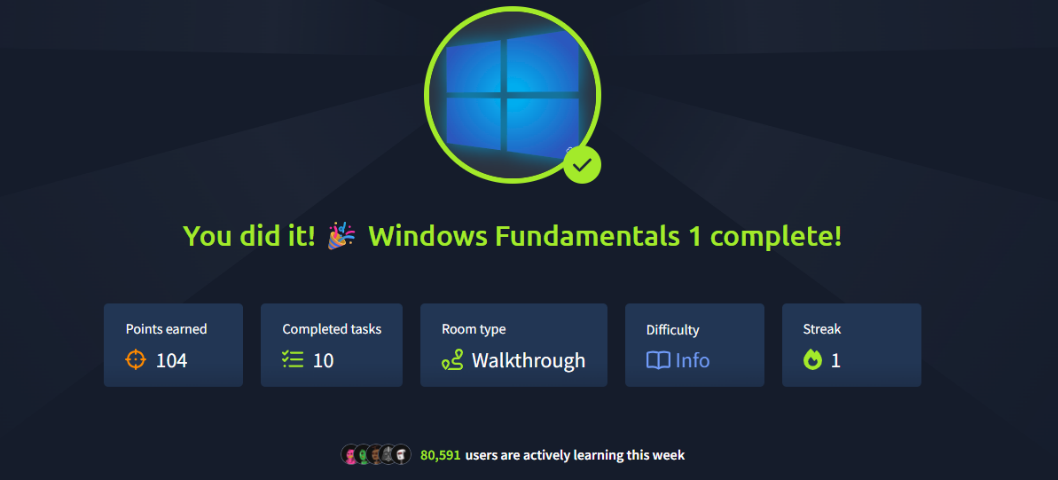 You did it! 🎉 Windows Fundamentals 1 complete!
Points earned
104
Completed tasks
10
Room type
Walkthrough
Difficulty
Info
Streak
1
80,591 users are actively learning this week